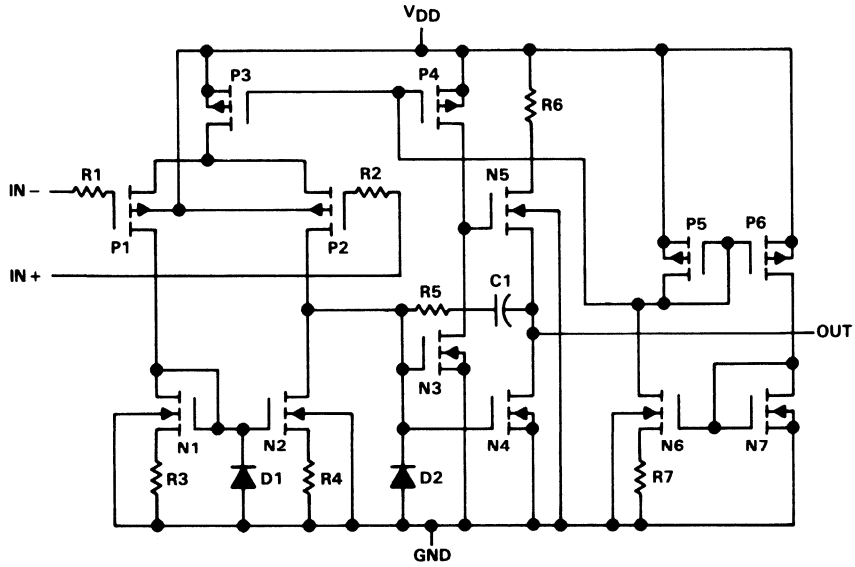 VDD
P3
P4
R6
R1
R2
N5
IN −
P5
P6
P1
P2
IN +
R5
C1
OUT
N3
N1
N2
N4
N6
N7
R3
D1
R4
D2
R7
GND